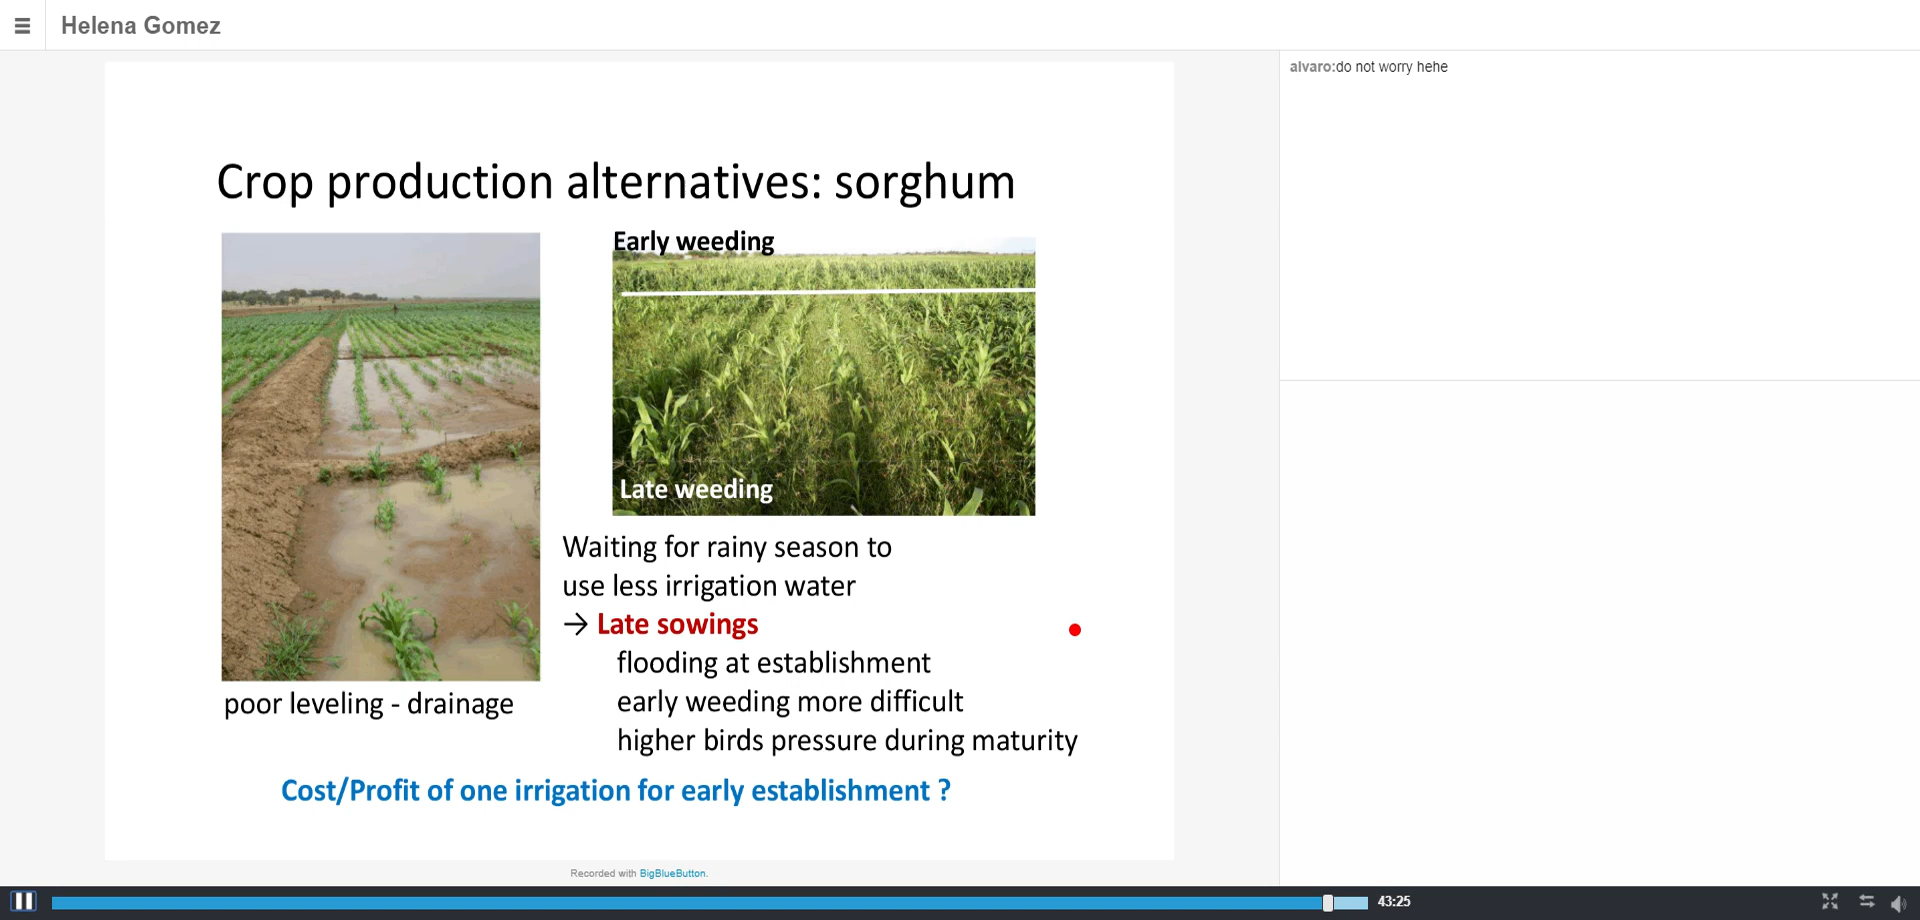 Helena Gomez
alvaro:do not worry hehe
Crop production alternatives: sorghum
Early weeding
Late weeding
poor leveling - drainage
Waiting for rainy season to
use less irrigation water
→ Late sowings
flooding at establishment
early weeding more difficult
higher birds pressure during maturity
Cost/Profit of one irrigation for early establishment ?
Recorded with BigBlueButton.
43:25